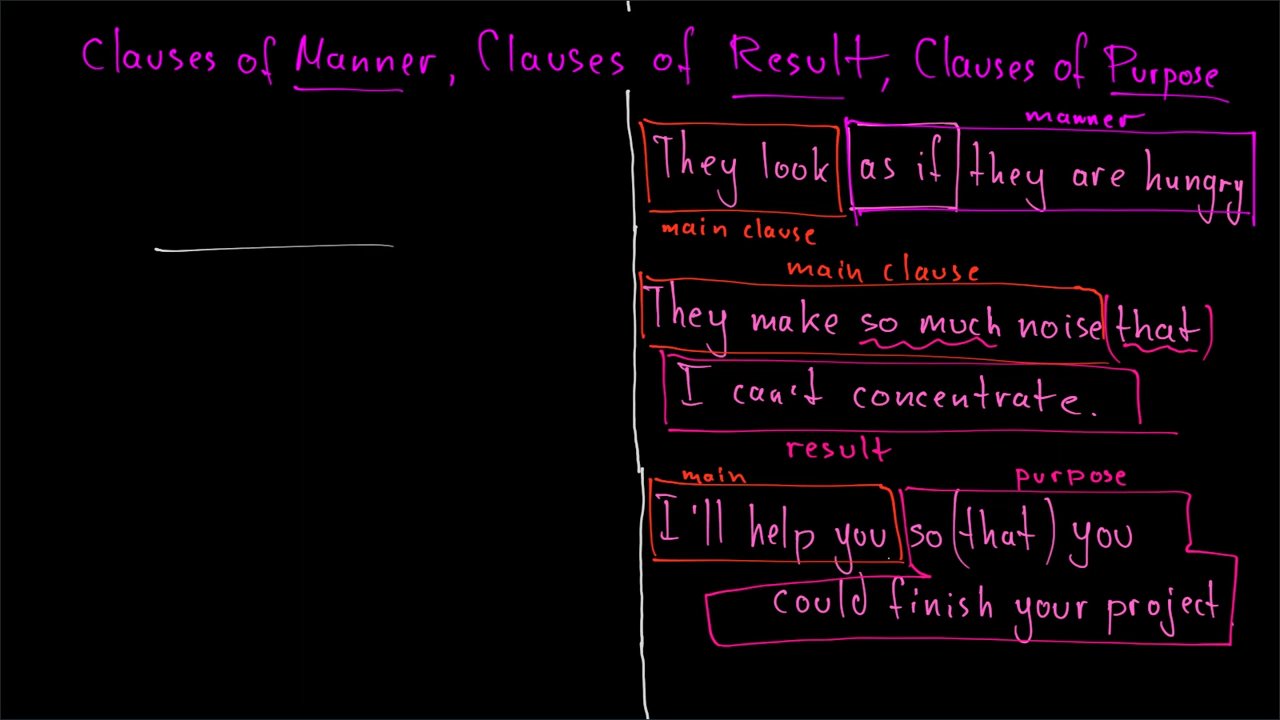 Clauses of Manner, Clauses of Result, Clauses of Purpose
manner
They look as if they are hungry
main clause
main clause
They make so much noise (that)
I can't concentrate.
result
main purpose
I'll help you so (that) you
could finish your project